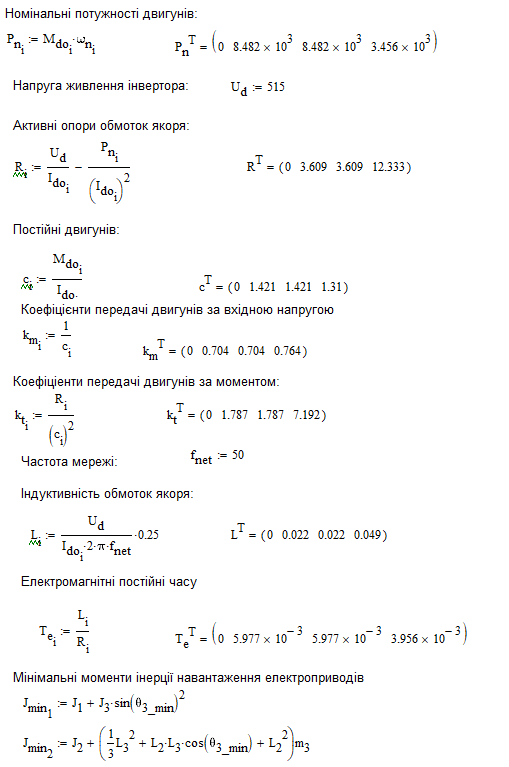 Номінальні потужності двигунів:
P_n_i := M_do_i·ω_n_i    P_n^T = (0 8.482 × 10^3 8.482 × 10^3 3.456 × 10^3)
Напруга живлення інвертора: U_d := 515
Активні опори обмоток якоря:
R_i := U_d / I_do_i − P_n_i / (I_do_i)^2    R^T = (0 3.609 3.609 12.333)
Постійні двигунів:
c_i := M_do_i / I_do_.    c^T = (0 1.421 1.421 1.31)
Коефіцієнти передачі двигунів за вхідною напругою
k_m_i := 1 / c_i    k_m^T = (0 0.704 0.704 0.764)
Коефіцієнти передачі двигунів за моментом:
k_t_i := R_i / (c_i)^2    k_t^T = (0 1.787 1.787 7.192)
Частота мережі: f_net := 50
Індуктивність обмоток якоря:
L_i := U_d / (I_do_i·2·π·f_net) ·0.25    L^T = (0 0.022 0.022 0.049)
Електромагнітні постійні часу
T_e_i := L_i / R_i    T_e^T = (0 5.977 × 10^−3 5.977 × 10^−3 3.956 × 10^−3)
Мінімальні моменти інерції навантаження електроприводів
J_min_1 := J_1 + J_3·sin(θ_3_min)^2
J_min_2 := J_2 + (1/3 L_3^2 + L_2·L_3·cos(θ_3_min) + L_2^2)m_3